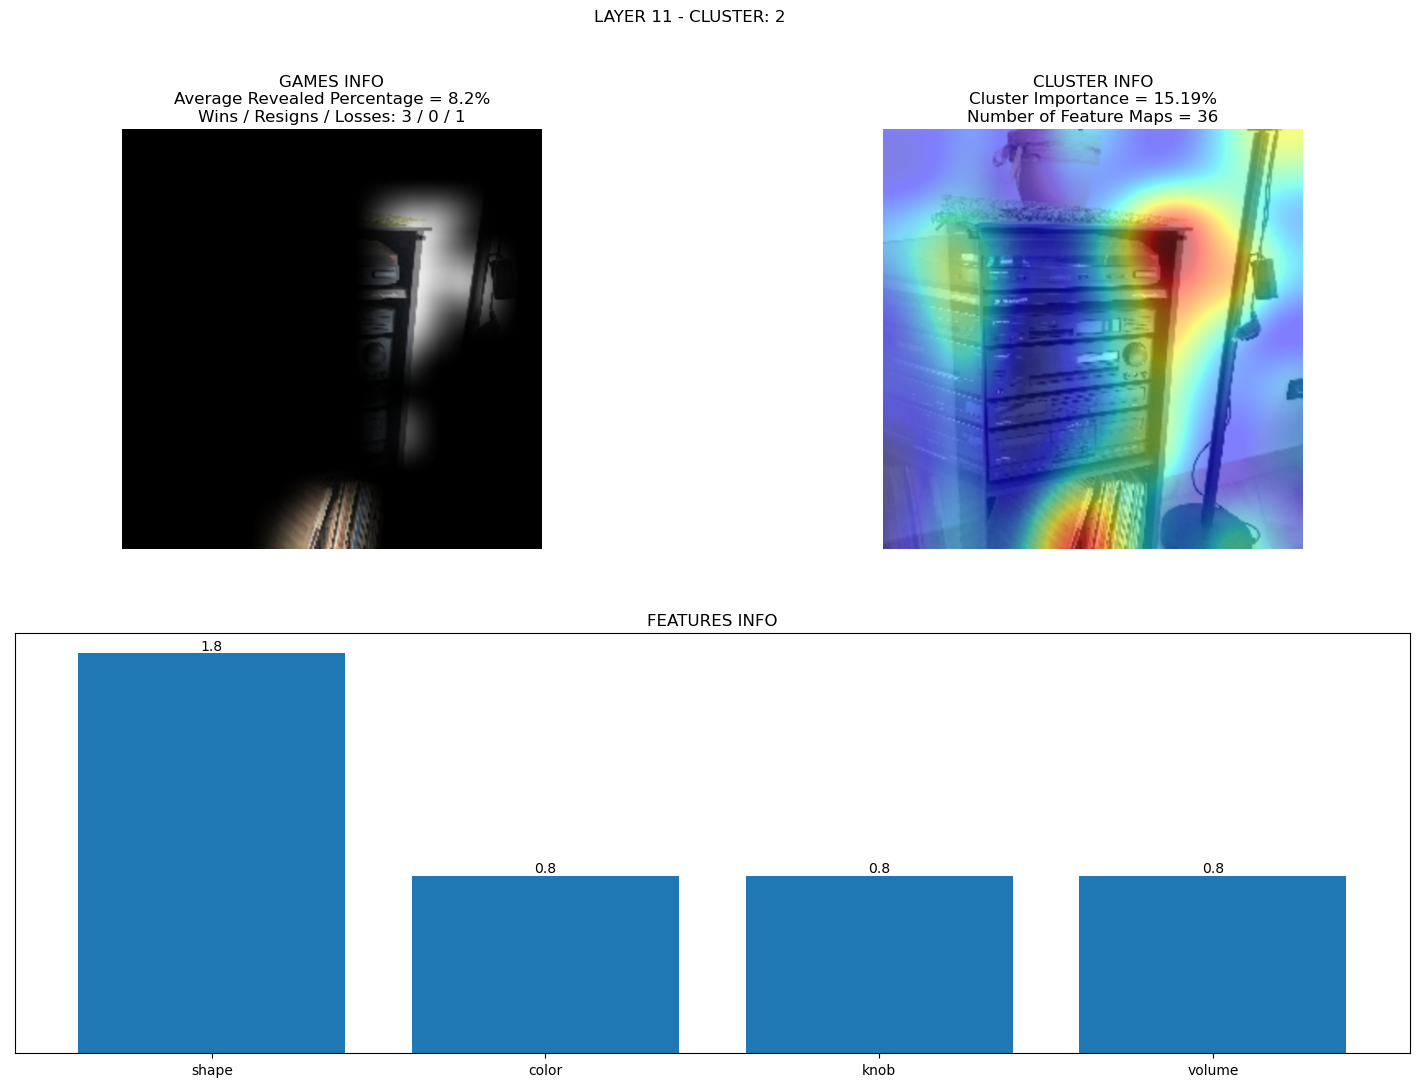 LAYER 11 - CLUSTER: 2
GAMES INFO
Average Revealed Percentage = 8.2%
Wins / Resigns / Losses: 3 / 0 / 1
CLUSTER INFO
Cluster Importance = 15.19%
Number of Feature Maps = 36
FEATURES INFO
1.8
0.8
0.8
0.8
shape
color
knob
volume